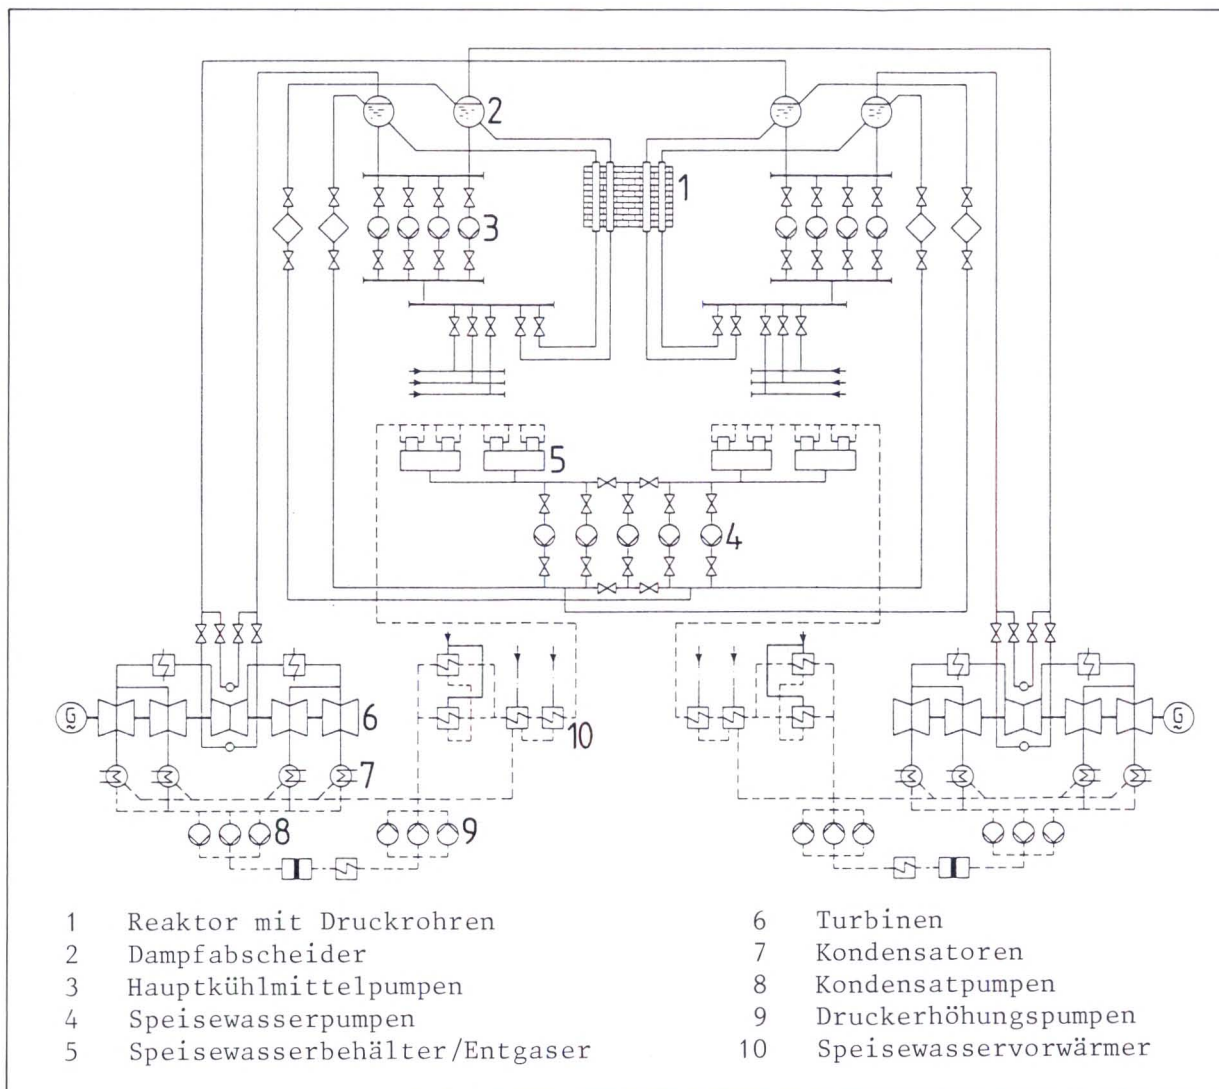 2
1
3
5
4
G
6
10
G
7
8
9
1 Reaktor mit Druckrohren
2 Dampfabscheider
3 Hauptkühlmittelpumpen
4 Speisewasserpumpen
5 Speisewasserbehälter/Entgaser
6 Turbinen
7 Kondensatoren
8 Kondensatpumpen
9 Druckerhöhungspumpen
10 Speisewasservorwärmer